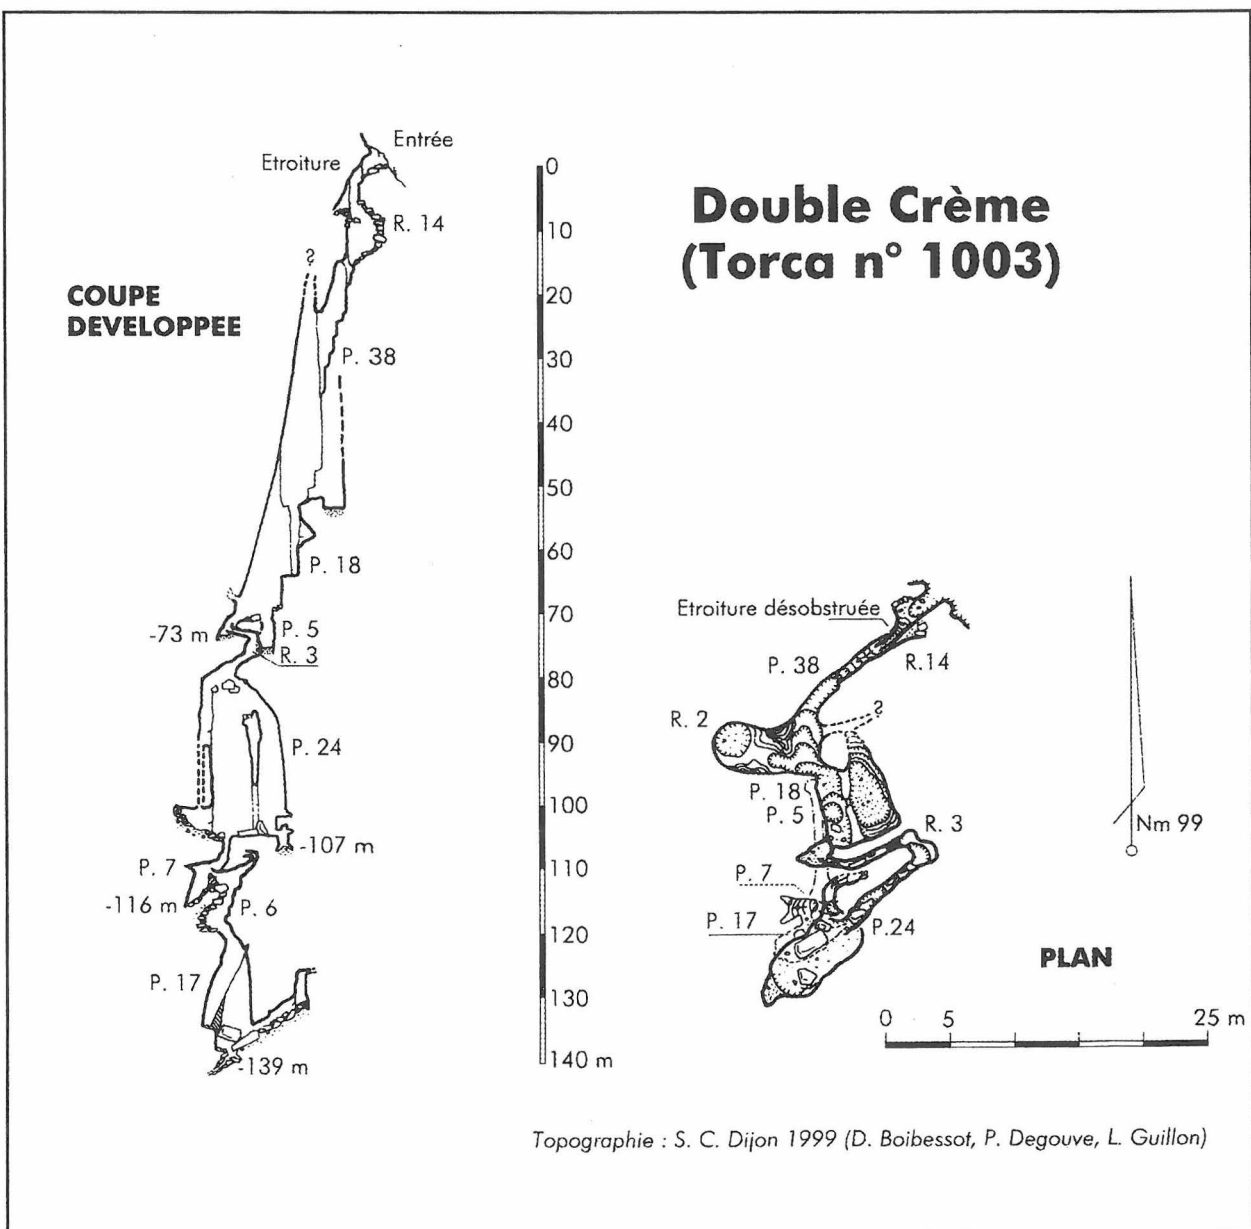 Entrée
Etroiture
R. 14
?
COUPE
DEVELOPPEE
P. 38
P. 18
P. 5
-73 m
R. 3
P. 24
-107 m
P. 7
-116 m
P. 6
P. 17
-139 m
0
10
20
30
40
50
60
70
80
90
100
110
120
130
140 m
Double Crème
(Torca n° 1003)
Etroiture désobstruée
P. 38
R.14
R. 2
?
P. 18
P. 5
R. 3
P. 7
P. 17
P.24
Nm 99
PLAN
0 5 25 m
Topographie : S. C. Dijon 1999 (D. Boibessot, P. Degouve, L. Guillon)